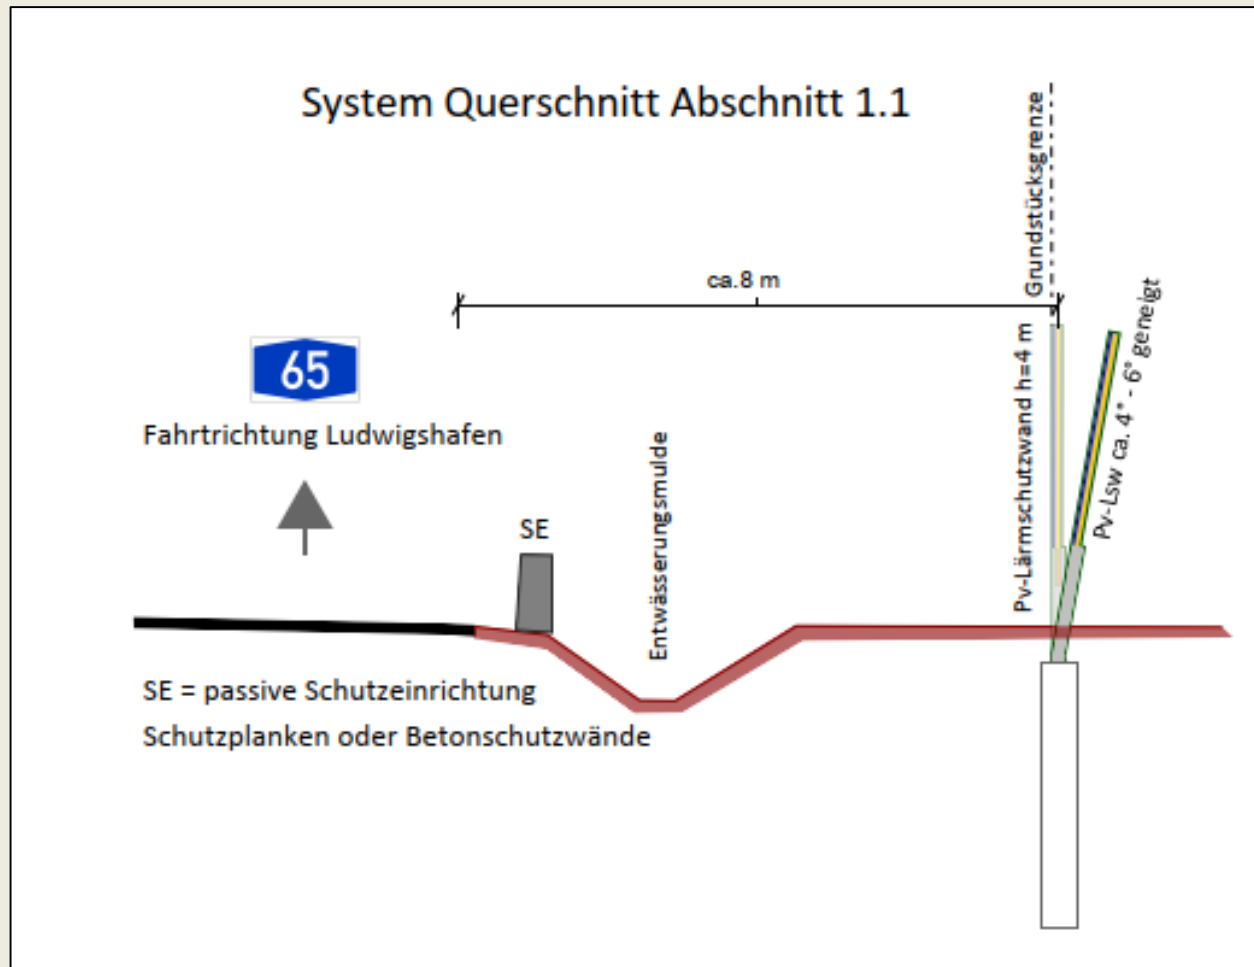 System Querschnitt Abschnitt 1.1
Grundstücksgrenze
ca.8 m
65
Fahrtrichtung Ludwigshafen
Pv-Lärmschutzwand h=4 m
Pv-Lsw ca. 4° - 6° geneigt
SE
Entwässerungsmulde
SE = passive Schutzeinrichtung
Schutzplanken oder Betonschutzwände